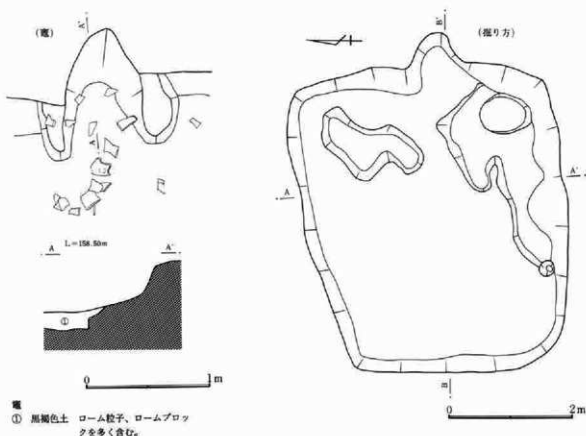 (竈)
A'
A
(掘り方)
B'
A
A'
m
L=158.50m
A
A'
①
0 1m
0 2m
竈
① 黒褐色土 ローム粒子、ロームブロッ
クを多く含む。